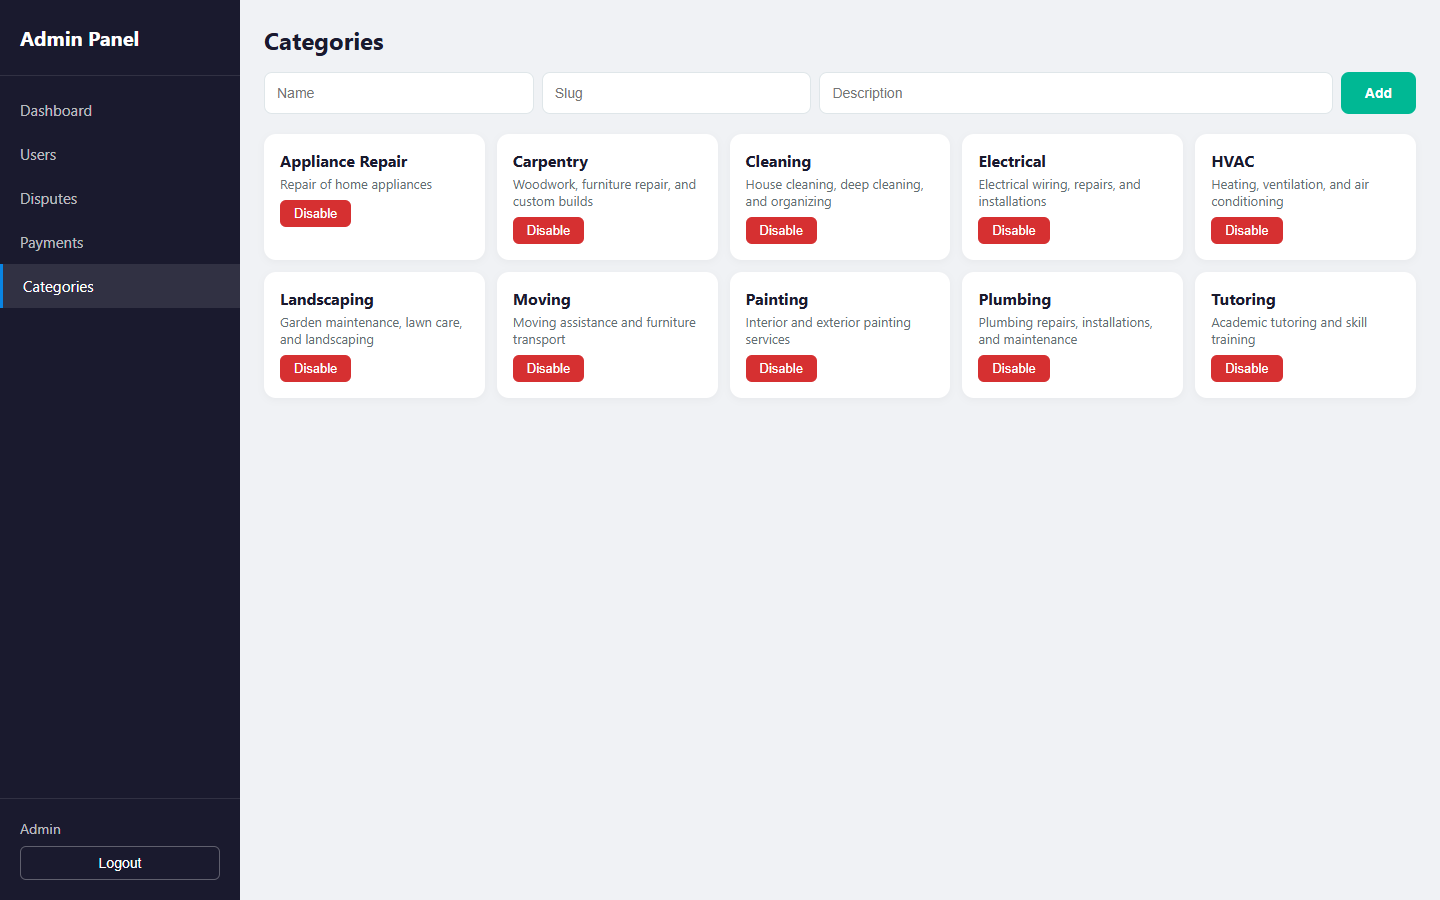 Admin Panel
Dashboard
Users
Disputes
Payments
Categories
Admin
Logout
Categories
Name
Slug
Description
Add
Appliance Repair
Repair of home appliances
Disable
Carpentry
Woodwork, furniture repair, and
custom builds
Disable
Cleaning
House cleaning, deep cleaning,
and organizing
Disable
Electrical
Electrical wiring, repairs, and
installations
Disable
HVAC
Heating, ventilation, and air
conditioning
Disable
Landscaping
Garden maintenance, lawn care,
and landscaping
Disable
Moving
Moving assistance and furniture
transport
Disable
Painting
Interior and exterior painting
services
Disable
Plumbing
Plumbing repairs, installations,
and maintenance
Disable
Tutoring
Academic tutoring and skill
training
Disable